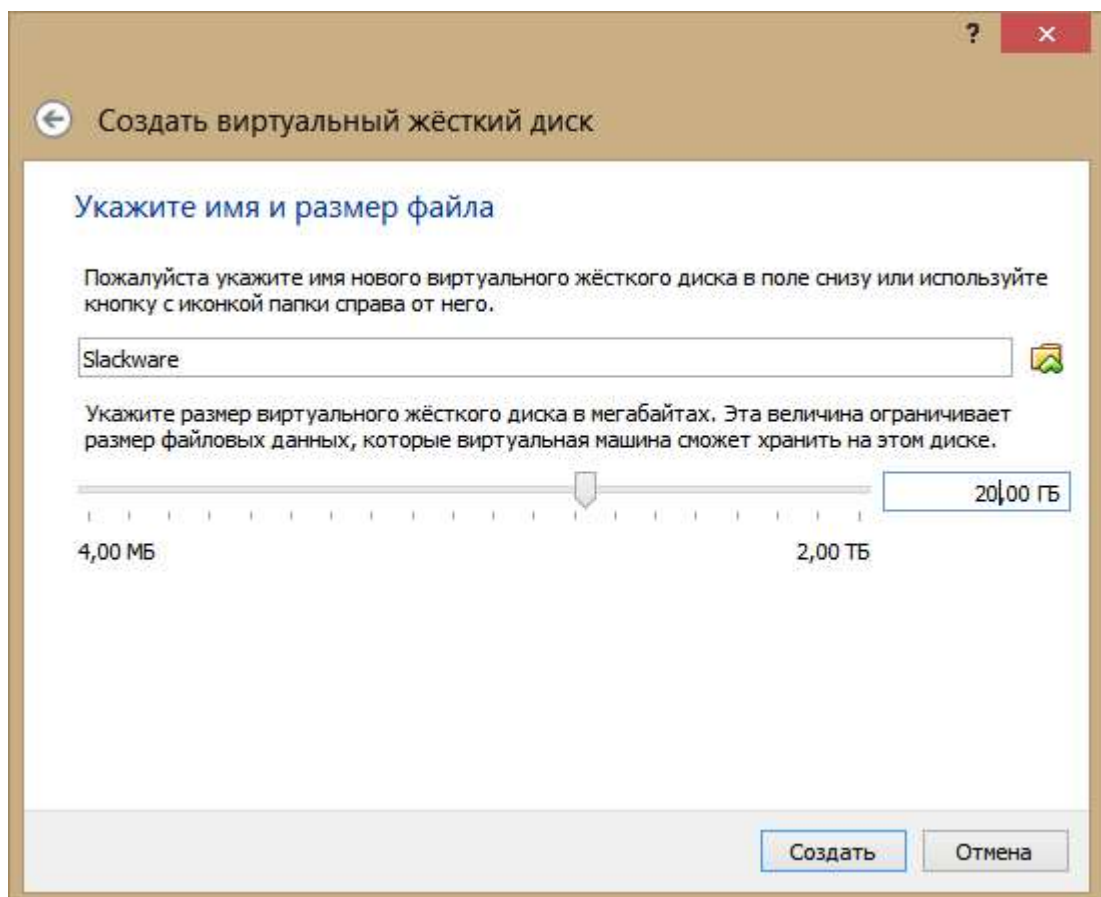 ?
Создать виртуальный жёсткий диск
Укажите имя и размер файла
Пожалуйста укажите имя нового виртуального жёсткого диска в поле снизу или используйте
кнопку с иконкой папки справа от него.
Slackware
Укажите размер виртуального жёсткого диска в мегабайтах. Эта величина ограничивает
размер файловых данных, которые виртуальная машина сможет хранить на этом диске.
20,00 ГБ
4,00 МБ 2,00 ТБ
Создать Отмена